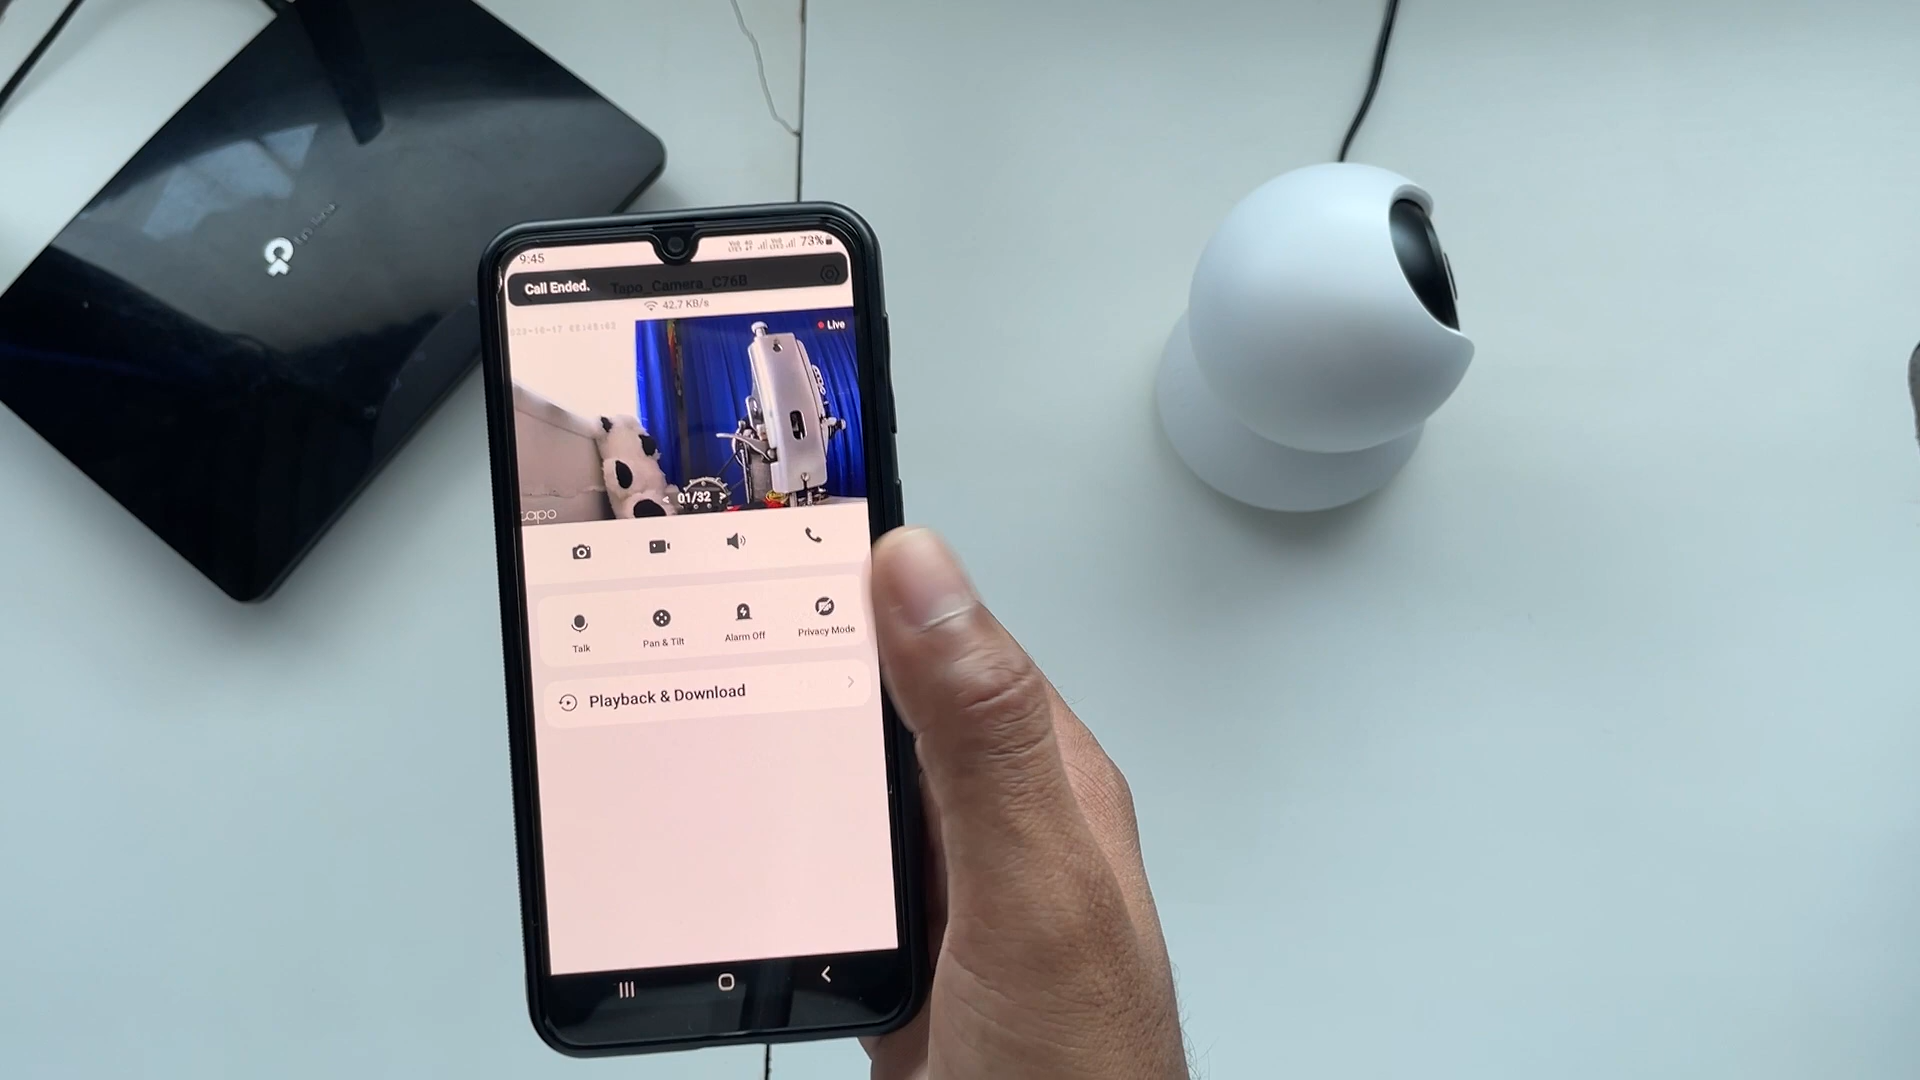 9:45
73%
Call Ended.
Tapo_Camera_C76B
42.7 KB/s
Live
< 01/32 >
tapo
Talk
Pan & Tilt
Alarm Off
Privacy Mode
Playback & Download